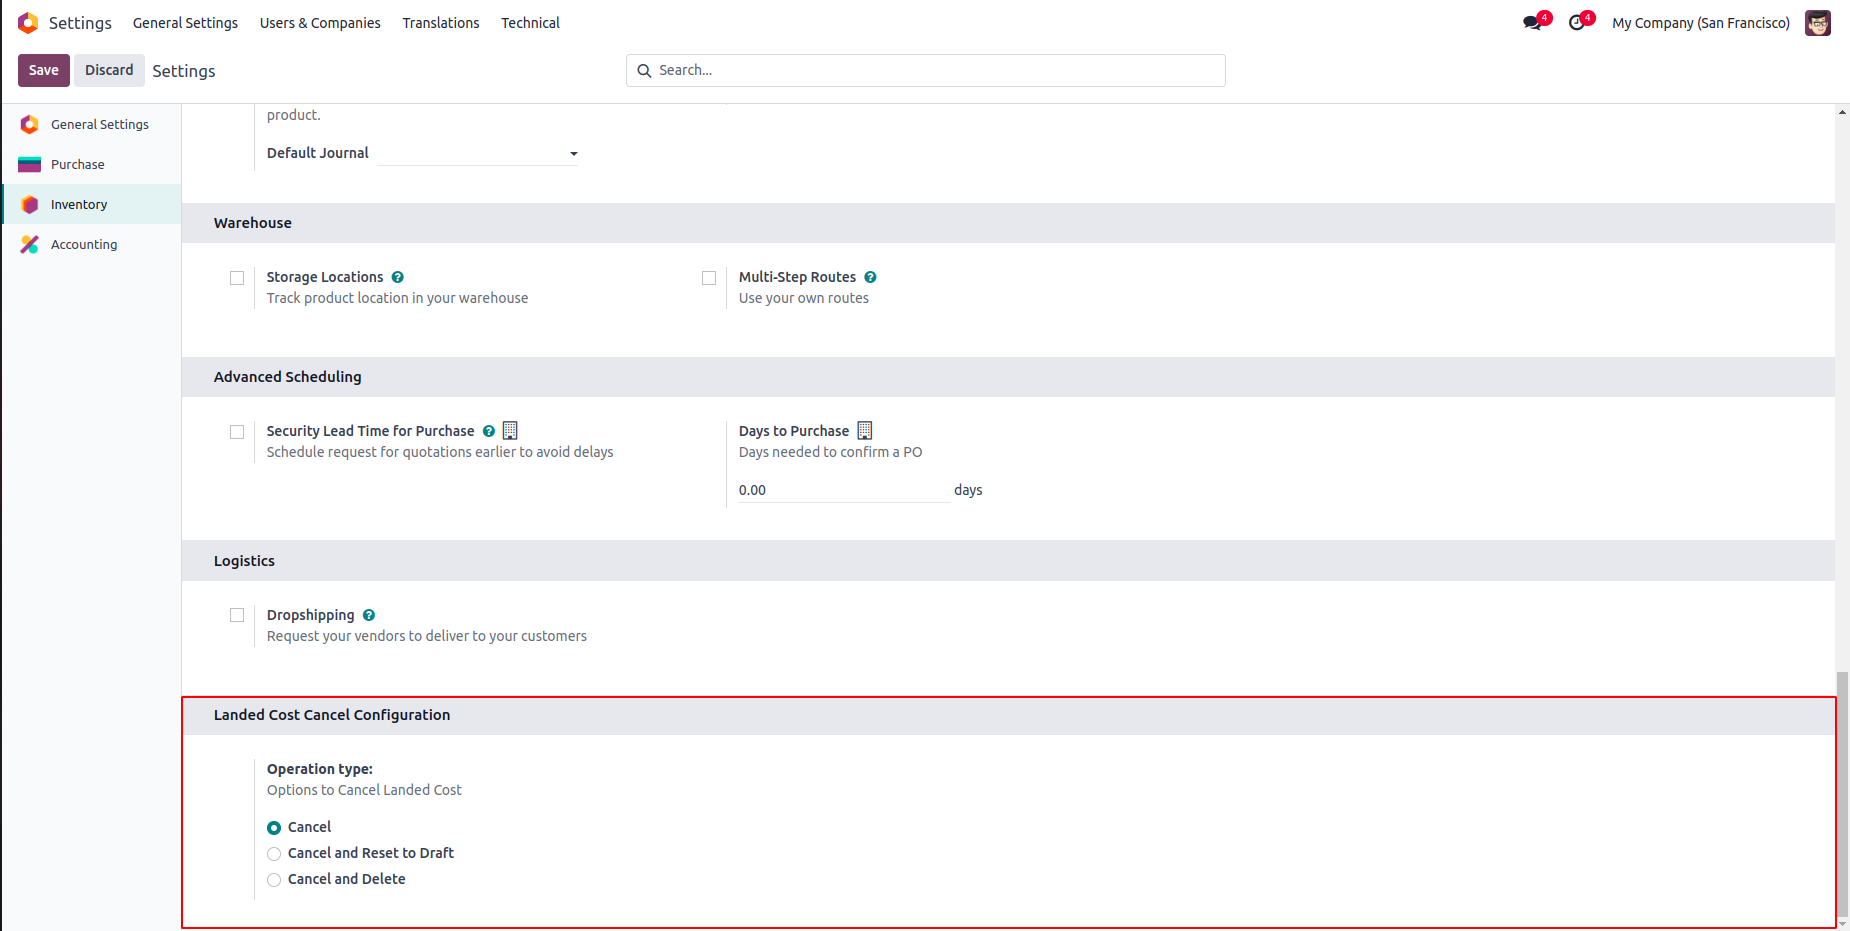 Settings General Settings Users & Companies Translations Technical 4 4 My Company (San Francisco)
Save Discard Settings Search...
General Settings
Purchase
Inventory
Accounting
product.
Default Journal
Warehouse
Storage Locations ? Multi-Step Routes ?
Track product location in your warehouse Use your own routes
Advanced Scheduling
Security Lead Time for Purchase ? Days to Purchase
Schedule request for quotations earlier to avoid delays Days needed to confirm a PO
0.00 days
Logistics
Dropshipping ?
Request your vendors to deliver to your customers
Landed Cost Cancel Configuration
Operation type:
Options to Cancel Landed Cost
Cancel
Cancel and Reset to Draft
Cancel and Delete